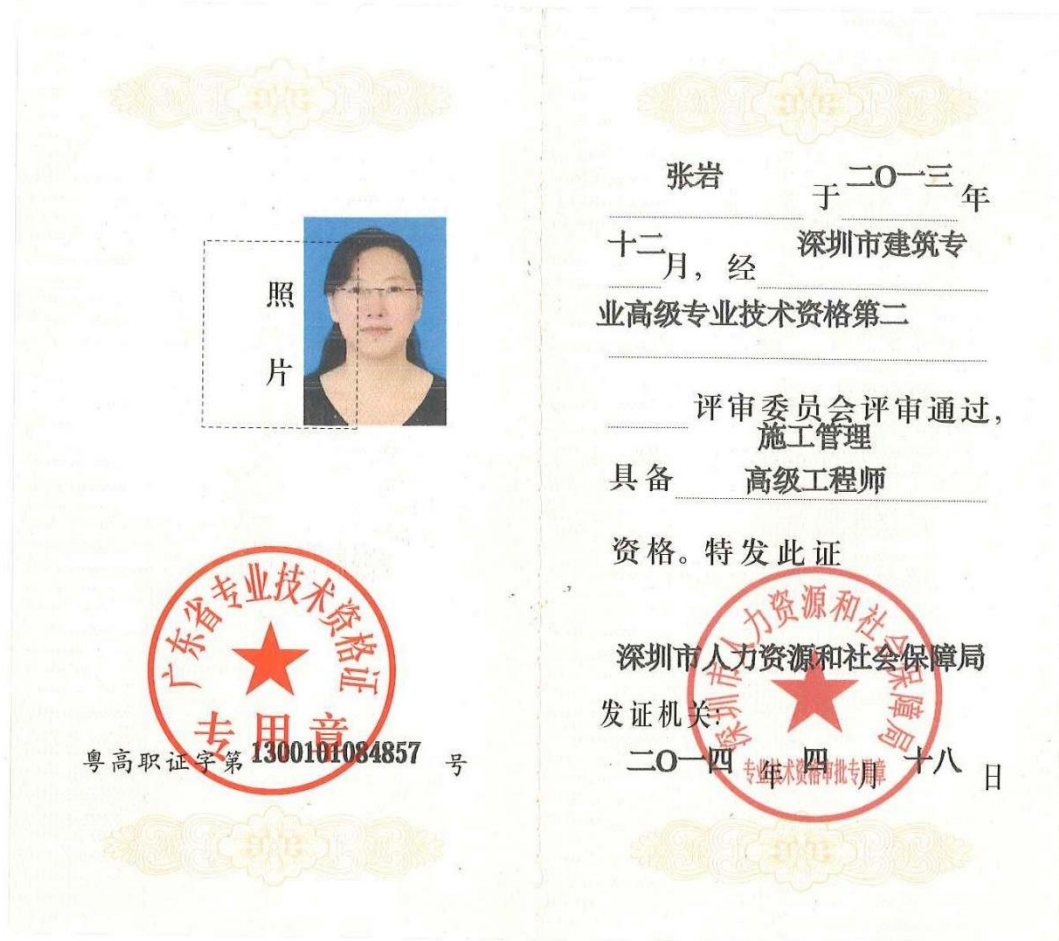 照
片
广东省专业技术资格证
专用章
粤高职证字第 1300101084857 号
张岩 于 二〇一三 年
十二 月, 经 深圳市建筑专
业高级专业技术资格第二
评审委员会评审通过,
施工管理
具备 高级工程师
资格。特发此证
深圳市人力资源和社会保障局
深圳市人力资源和社会保障局
发证机关:
二〇一四 年 四 月 十八 日
专业技术资格审批专用章